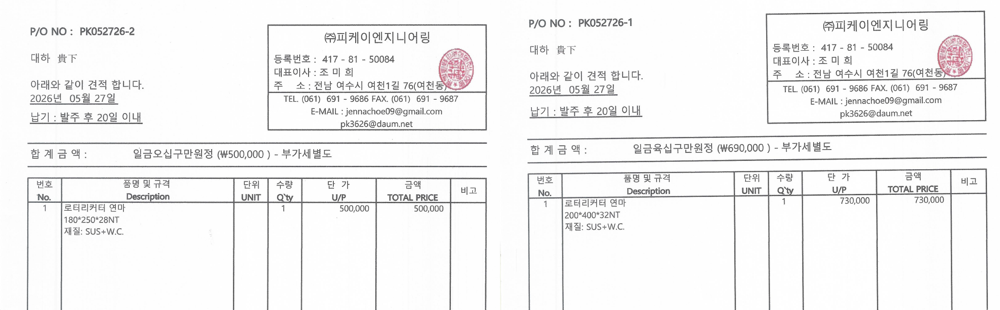 P/O NO : PK052726-2
대하 貴下
아래와 같이 견적 합니다.
2026년 05월 27일
납기 : 발주 후 20일 이내
㈜피케이엔지니어링
등록번호 : 417 - 81 - 50084
대표이사 : 조 미 희
주 소 : 전남 여수시 여천1길 76(여천동)
TEL. (061) 691 - 9686 FAX. (061) 691 - 9687
E-MAIL : jennachoe09@gmail.com
pk3626@daum.net
합 계 금 액 : 일금오십구만원정 (₩500,000 ) - 부가세별도
번호 품명 및 규격 단위 수량 단 가 금액 비고
No. Description UNIT Q`ty U/P TOTAL PRICE
1 로터리커터 연마 1 500,000 500,000
180*250*28NT
재질: SUS+W.C.
P/O NO : PK052726-1
대하 貴下
아래와 같이 견적 합니다.
2026년 05월 27일
납기 : 발주 후 20일 이내
㈜피케이엔지니어링
등록번호 : 417 - 81 - 50084
대표이사 : 조 미 희
주 소 : 전남 여수시 여천1길 76(여천동)
TEL. (061) 691 - 9686 FAX. (061) 691 - 9687
E-MAIL : jennachoe09@gmail.com
pk3626@daum.net
합 계 금 액 : 일금육십구만원정 (₩690,000 ) - 부가세별도
번호 품명 및 규격 단위 수량 단 가 금액 비고
No. Description UNIT Q`ty U/P TOTAL PRICE
1 로터리커터 연마 1 730,000 730,000
200*400*32NT
재질: SUS+W.C.